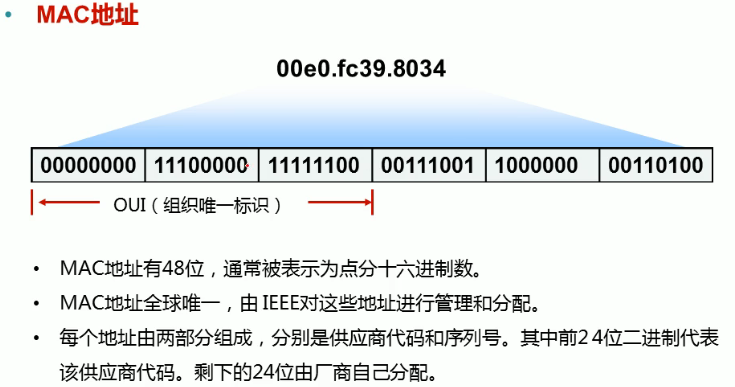 • MAC地址
00e0.fc39.8034
00000000 11100000 11111100 00111001 1000000 00110100
OUI（组织唯一标识）
• MAC地址有48位，通常被表示为点分十六进制数。
• MAC地址全球唯一，由 IEEE对这些地址进行管理和分配。
• 每个地址由两部分组成，分别是供应商代码和序列号。其中前2 4位二进制代表
该供应商代码。剩下的24位由厂商自己分配。